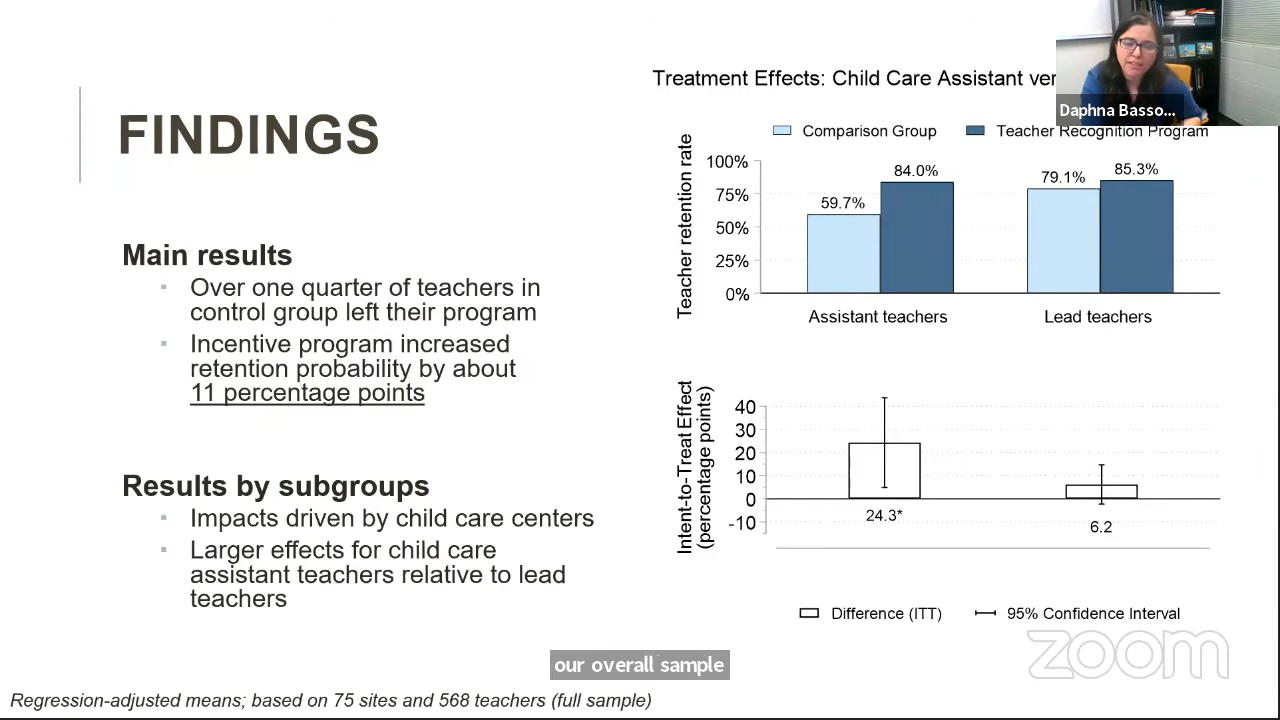 FINDINGS
Main results
Over one quarter of teachers in
control group left their program
Incentive program increased
retention probability by about
11 percentage points
Results by subgroups
Impacts driven by child care centers
Larger effects for child care
assistant teachers relative to lead
teachers
Treatment Effects: Child Care Assistant ver
Daphna Basso...
Comparison Group
Teacher Recognition Program
Teacher retention rate
100%
75%
50%
25%
0%
59.7%
84.0%
79.1%
85.3%
Assistant teachers
Lead teachers
Intent-to-Treat Effect
(percentage points)
40
30
20
10
0
-10
24.3*
6.2
Difference (ITT)
95% Confidence Interval
zoom
our overall sample
Regression-adjusted means; based on 75 sites and 568 teachers (full sample)